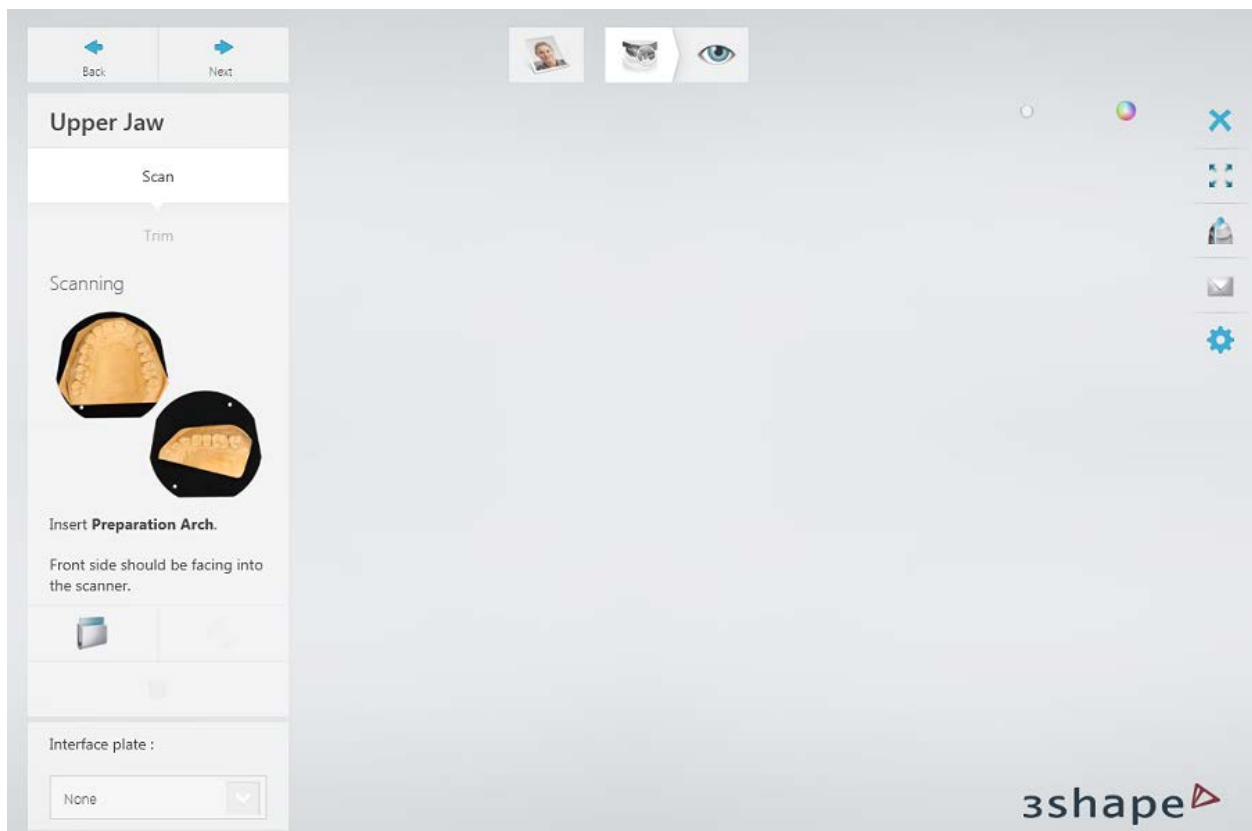 Back
Next
Upper Jaw
Scan
Trim
Scanning
Insert Preparation Arch.
Front side should be facing into
the scanner.
Interface plate :
None
3shape